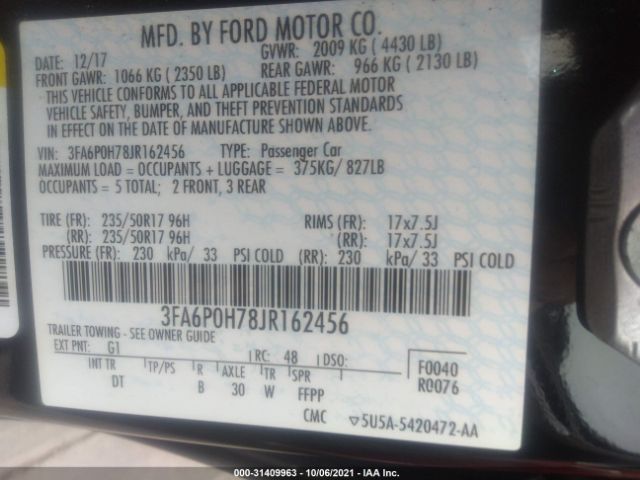 MFD. BY FORD MOTOR CO.
DATE: 12/17 GVWR: 2009 KG ( 4430 LB)
FRONT GAWR: 1066 KG ( 2350 LB) REAR GAWR: 966 KG ( 2130 LB)
THIS VEHICLE CONFORMS TO ALL APPLICABLE FEDERAL MOTOR
VEHICLE SAFETY, BUMPER, AND THEFT PREVENTION STANDARDS
IN EFFECT ON THE DATE OF MANUFACTURE SHOWN ABOVE.
VIN: 3FA6P0H78JR162456 TYPE: Passenger Car
MAXIMUM LOAD = OCCUPANTS + LUGGAGE = 375KG/ 827LB
OCCUPANTS = 5 TOTAL; 2 FRONT, 3 REAR
TIRE (FR): 235/50R17 96H RIMS (FR): 17x7.5J
(RR): 235/50R17 96H (RR): 17x7.5J
PRESSURE (FR): 230 kPa/ 33 PSI COLD (RR): 230 kPa/ 33 PSI COLD
3FA6P0H78JR162456
TRAILER TOWING - SEE OWNER GUIDE
EXT PNT: G1 RC: 48 DSO: F0040
INT TR TP/PS R AXLE TR SPR R0076
DT B 30 W FFPP
CMC ▽5U5A-5420472-AA
000-31409963 - 10/06/2021 - IAA Inc.